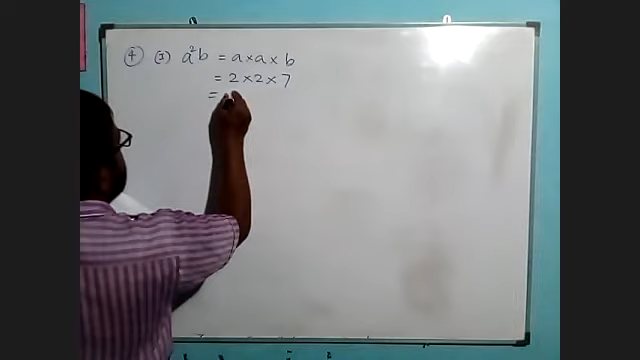 ④ (I) a²b = a × a × b
= 2 × 2 × 7
=